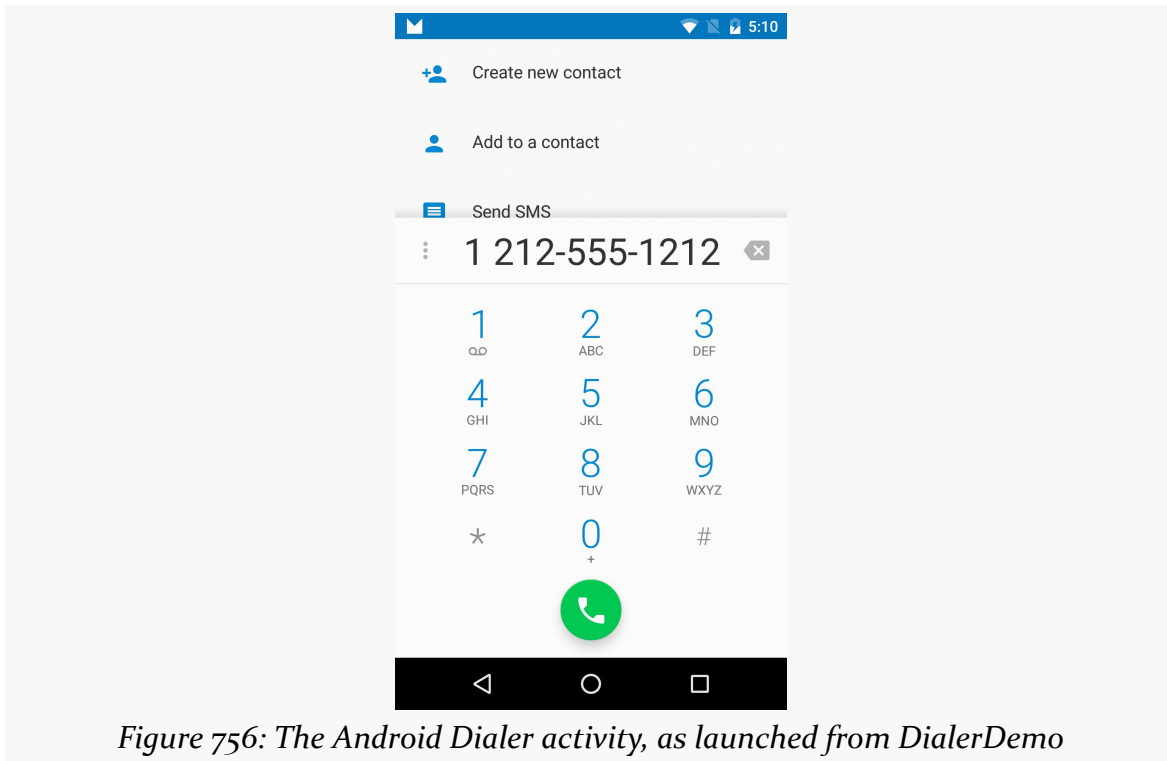 5:10
Create new contact
Add to a contact
Send SMS
1 212-555-1212
1 2 3
ABC DEF
4 5 6
GHI JKL MNO
7 8 9
PQRS TUV WXYZ
* 0 #
+
Figure 756: The Android Dialer activity, as launched from DialerDemo